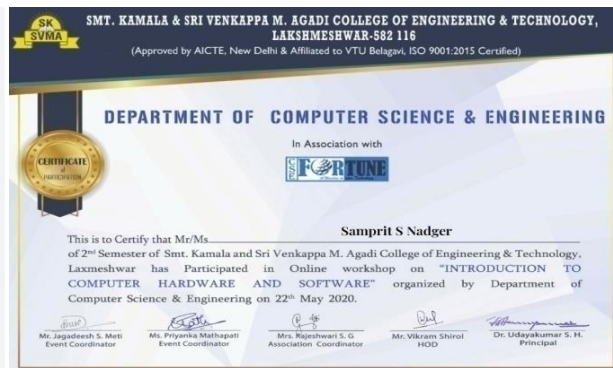 SK
SVMA
SMT. KAMALA & SRI VENKAPPA M. AGADI COLLEGE OF ENGINEERING & TECHNOLOGY,
LAKSHMESHWAR-582 116
(Approved by AICTE, New Delhi & Affiliated to VTU Belagavi, ISO 9001:2015 Certified)
DEPARTMENT OF COMPUTER SCIENCE & ENGINEERING
In Association with
FORTUNE
CERTIFICATE
of
PARTICIPATION
Samprit S Nadger
This is to Certify that Mr/Ms
of 2nd Semester of Smt. Kamala and Sri Venkappa M. Agadi College of Engineering & Technology,
Laxmeshwar has Participated in Online workshop on "INTRODUCTION TO
COMPUTER HARDWARE AND SOFTWARE" organized by Department of
Computer Science & Engineering on 22th May 2020.
Mr. Jagadeesh S. Meti
Event Coordinator
Ms. Priyanka Mathapati
Event Coordinator
Mrs. Rajeshwari S. G
Association Coordinator
Mr. Vikram Shirol
HOD
Dr. Udayakumar S. H.
Principal